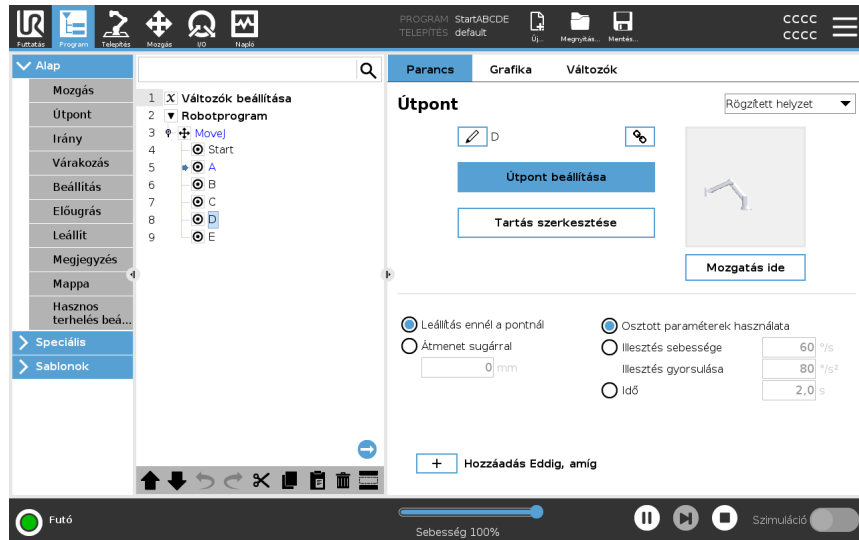 UR
Futtatás
Program
Telepítés
Mozgás
I/O
Napló
PROGRAM StartABCDE
TELEPÍTÉS default
Új...
Megnyitás...
Mentés...
CCCC
CCCC
Alap
Mozgás
Útpont
Irány
Várakozás
Beállítás
Előugrás
Leállít
Megjegyzés
Mappa
Hasznos
terhelés beá...
Speciális
Sablonok
1 X Változók beállítása
2 Robotprogram
3 MoveJ
4 Start
5 A
6 B
7 C
8 D
9 E
Parancs
Grafika
Változók
Útpont
Rögzített helyzet
D
Útpont beállítása
Tartás szerkesztése
Mozgatás ide
Leállítás ennél a pontnál
Átmenet sugárral
0 mm
Osztott paraméterek használata
Illesztés sebessége 60 °/s
Illesztés gyorsulása 80 °/s²
Idő 2,0 s
+ Hozzáadás Eddig, amíg
Futó
Sebesség 100%
Szimuláció